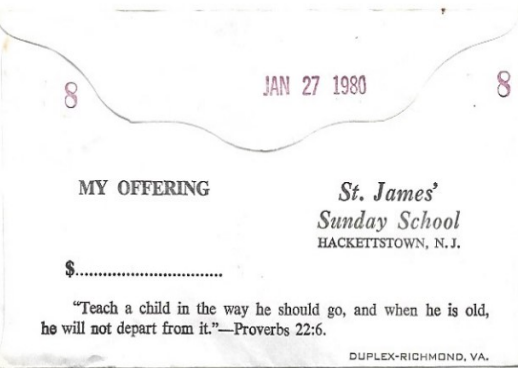 8 JAN 27 1980 8
MY OFFERING
St. James'
Sunday School
HACKETTSTOWN, N. J.
$..................................
"Teach a child in the way he should go, and when he is old,
he will not depart from it."—Proverbs 22:6.
DUPLEX-RICHMOND, VA.